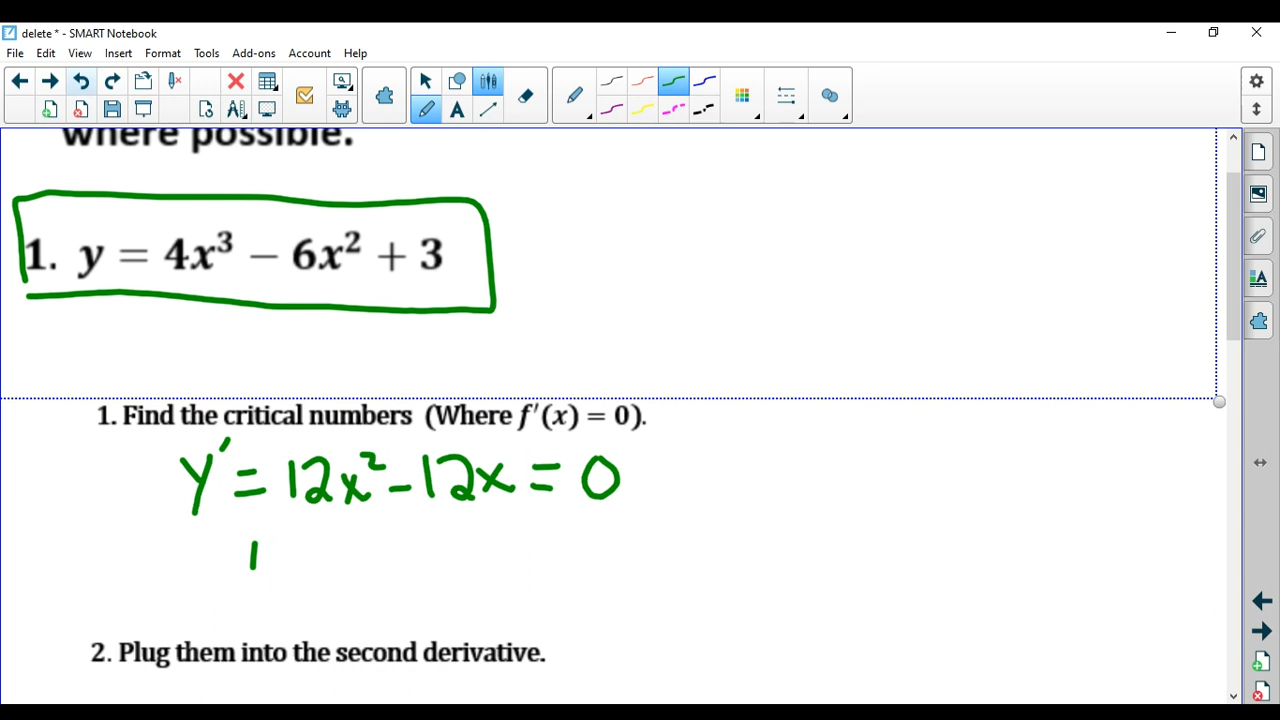 delete * - SMART Notebook
File Edit View Insert Format Tools Add-ons Account Help
where possible.
1. y = 4x³ − 6x² + 3
1. Find the critical numbers (Where f′(x) = 0).
y′ = 12x² − 12x = 0
1
2. Plug them into the second derivative.